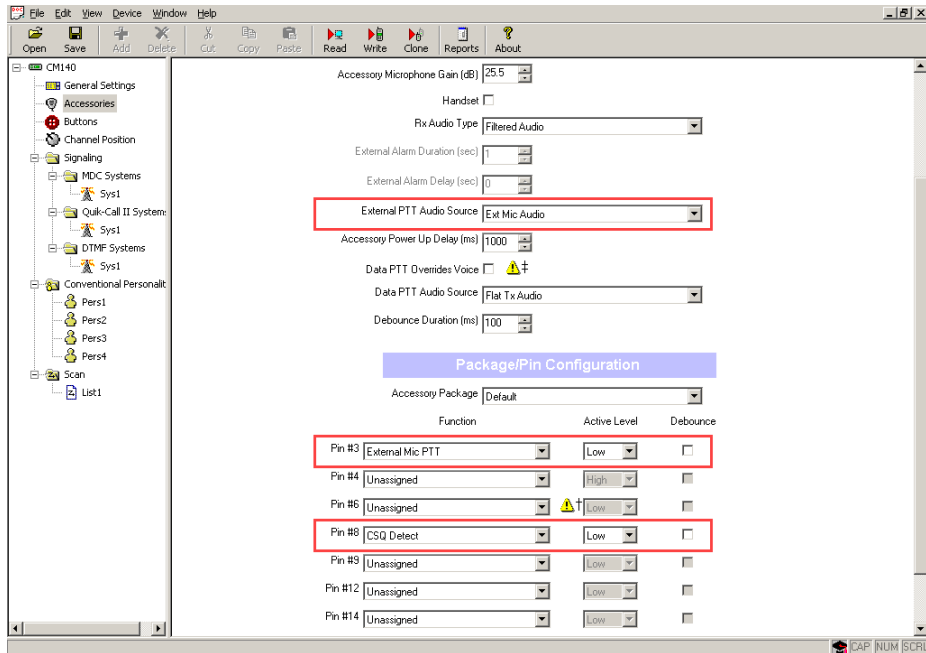 File Edit View Device Window Help
Open Save Add Delete Cut Copy Paste Read Write Clone Reports About
CM140
General Settings
Accessories
Buttons
Channel Position
Signaling
MDC Systems
Sys1
Quik-Call II System
Sys1
DTMF Systems
Sys1
Conventional Personalit
Pers1
Pers2
Pers3
Pers4
Scan
List1
Accessory Microphone Gain (dB) 25.5
Handset
Rx Audio Type Filtered Audio
External Alarm Duration (sec) 1
External Alarm Delay (sec) 0
External PTT Audio Source Ext Mic Audio
Accessory Power Up Delay (ms) 1000
Data PTT Overrides Voice ‡
Data PTT Audio Source Flat Tx Audio
Debounce Duration (ms) 100
Package/Pin Configuration
Accessory Package Default
Function Active Level Debounce
Pin #3 External Mic PTT Low
Pin #4 Unassigned High
Pin #6 Unassigned † Low
Pin #8 CSQ Detect Low
Pin #9 Unassigned Low
Pin #12 Unassigned Low
Pin #14 Unassigned Low
CAP NUM SCRL